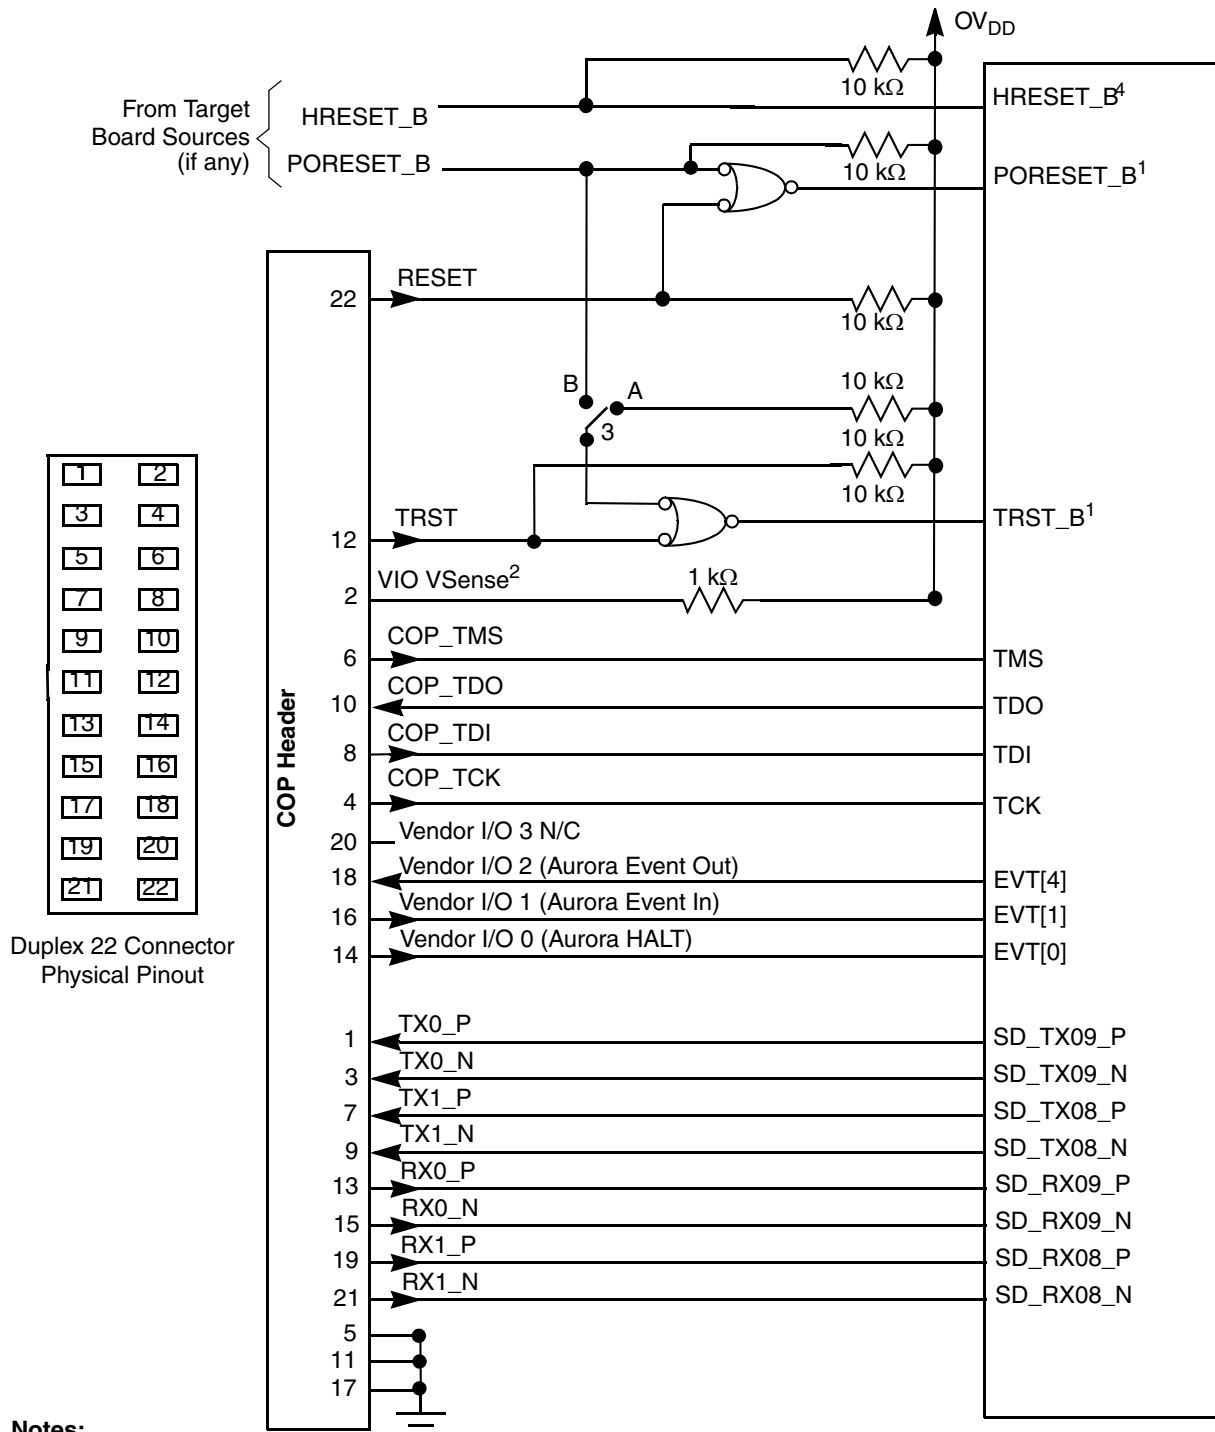 OVDD
10 kΩ
From Target
Board Sources
(if any)
HRESET_B
PORESET_B
HRESET_B4
10 kΩ
PORESET_B1
RESET
22
10 kΩ
B
A
3
10 kΩ
10 kΩ
10 kΩ
TRST
12
TRST_B1
VIO VSense2
1 kΩ
2
COP_TMS
6
TMS
COP_TDO
10
TDO
COP_TDI
8
TDI
COP_TCK
4
TCK
20
Vendor I/O 3 N/C
18
Vendor I/O 2 (Aurora Event Out)
EVT[4]
16
Vendor I/O 1 (Aurora Event In)
EVT[1]
14
Vendor I/O 0 (Aurora HALT)
EVT[0]
COP Header
1 2
3 4
5 6
7 8
9 10
11 12
13 14
15 16
17 18
19 20
21 22
Duplex 22 Connector
Physical Pinout
1
TX0_P
SD_TX09_P
3
TX0_N
SD_TX09_N
7
TX1_P
SD_TX08_P
9
TX1_N
SD_TX08_N
13
RX0_P
SD_RX09_P
15
RX0_N
SD_RX09_N
19
RX1_P
SD_RX08_P
21
RX1_N
SD_RX08_N
5
11
17
Notes: